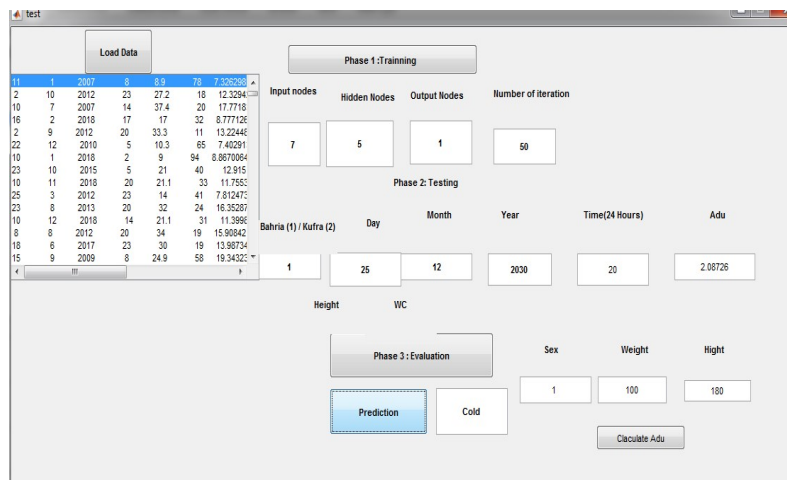 test
Load Data
Phase 1 :Trainning
11 1 2007 8 8.9 78 7.326298
2 10 2012 23 27.2 18 12.3294
10 7 2007 14 37.4 20 17.7718
16 2 2018 17 17 32 8.777126
2 9 2012 20 33.3 11 13.22448
22 12 2010 5 10.3 65 7.40291
10 1 2018 2 9 94 8.8670064
23 10 2015 5 21 40 12.915
10 11 2018 20 21.1 33 11.7553
25 3 2012 23 14 41 7.812473
23 8 2013 20 32 24 16.35287
10 12 2018 14 21.1 31 11.3998
8 8 2012 20 34 19 15.90842
18 6 2017 23 30 19 13.98734
15 9 2009 8 24.9 58 19.34323
Input nodes Hidden Nodes Output Nodes Number of iteration
7 5 1 50
Phase 2: Testing
Bahria (1) / Kufra (2) Day Month Year Time(24 Hours) Adu
1 25 12 2030 20 2.08726
Height WC
Phase 3 : Evaluation
Sex Weight Hight
1 100 180
Prediction Cold
Claculate Adu